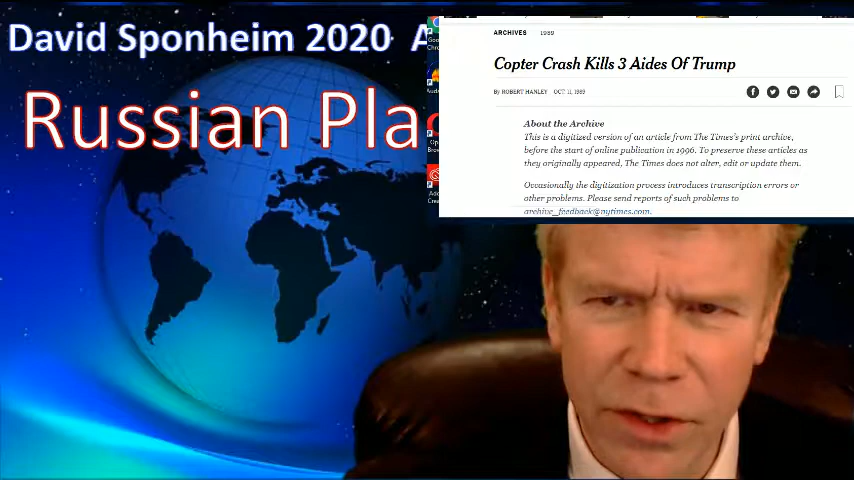 David Sponheim 2020 A
Russian Pla
ARCHIVES 1989
Copter Crash Kills 3 Aides Of Trump
By ROBERT HANLEY OCT. 11, 1989
About the Archive
This is a digitized version of an article from The Times's print archive,
before the start of online publication in 1996. To preserve these articles as
they originally appeared, The Times does not alter, edit or update them.
Occasionally the digitization process introduces transcription errors or
other problems. Please send reports of such problems to
archive_feedback@nytimes.com.